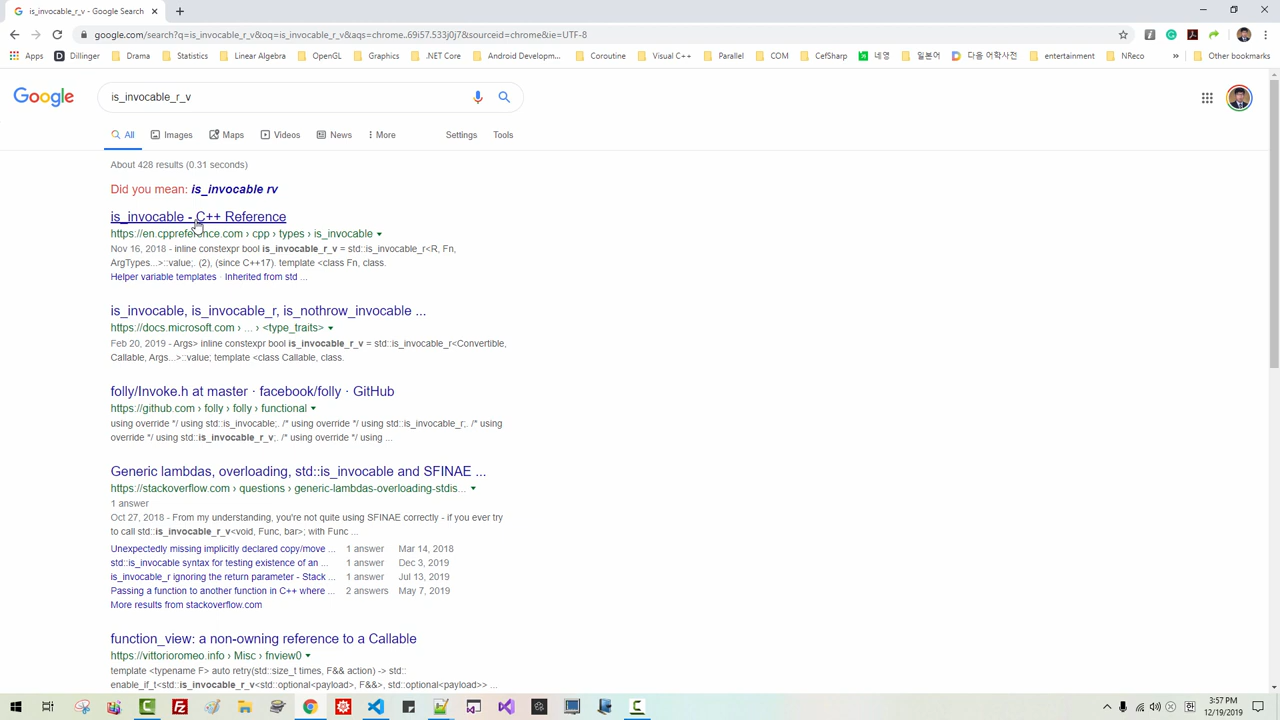 is_invocable_r_v - Google Search
google.com/search?q=is_invocable_r_v&oq=is_invocable_r_v&aqs=chrome..69i57.533j0j7&sourceid=chrome&ie=UTF-8
Apps Dillinger Drama Statistics Linear Algebra OpenGL Graphics .NET Core Android Developmen... Coroutine Visual C++ Parallel COM CefSharp 네영 일본어 다음 어학사전 entertainment NReco » Other bookmarks
Google is_invocable_r_v
All Images Maps Videos News More Settings Tools
About 428 results (0.31 seconds)
Did you mean: is_invocable rv
is_invocable - C++ Reference
https://en.cppreference.com › cpp › types › is_invocable
Nov 16, 2018 - inline constexpr bool is_invocable_r_v = std::is_invocable_r<R, Fn,
ArgTypes...>::value;. (2), (since C++17). template <class Fn, class.
Helper variable templates · Inherited from std ...
is_invocable, is_invocable_r, is_nothrow_invocable ...
https://docs.microsoft.com › ... › <type_traits>
Feb 20, 2019 - Args> inline constexpr bool is_invocable_r_v = std::is_invocable_r<Convertible,
Callable, Args...>::value; template <class Callable, class.
folly/Invoke.h at master · facebook/folly · GitHub
https://github.com › folly › folly › functional
using override */ using std::is_invocable;. /* using override */ using std::is_invocable_r;. /* using
override */ using std::is_invocable_r_v;. /* using override */ using ...
Generic lambdas, overloading, std::is_invocable and SFINAE ...
https://stackoverflow.com › questions › generic-lambdas-overloading-stdis...
1 answer
Oct 27, 2018 - From my understanding, you're not quite using SFINAE correctly - if you ever try
to call std::is_invocable_r_v<void, Func, bar>; with Func ...
Unexpectedly missing implicitly declared copy/move ... 1 answer Mar 14, 2018
std::is_invocable syntax for testing existence of an ... 1 answer Dec 3, 2019
is_invocable_r ignoring the return parameter - Stack ... 1 answer Jul 13, 2019
Passing a function to another function in C++ where ... 2 answers May 7, 2019
More results from stackoverflow.com
function_view: a non-owning reference to a Callable
https://vittorioromeo.info › Misc › fnview0
template <typename F> auto retry(std::size_t times, F&& action) -> std::
enable_if_t<std::is_invocable_r_v<std::optional<payload>, F&&>, std::optional<payload>> ...
3:57 PM
12/19/2019